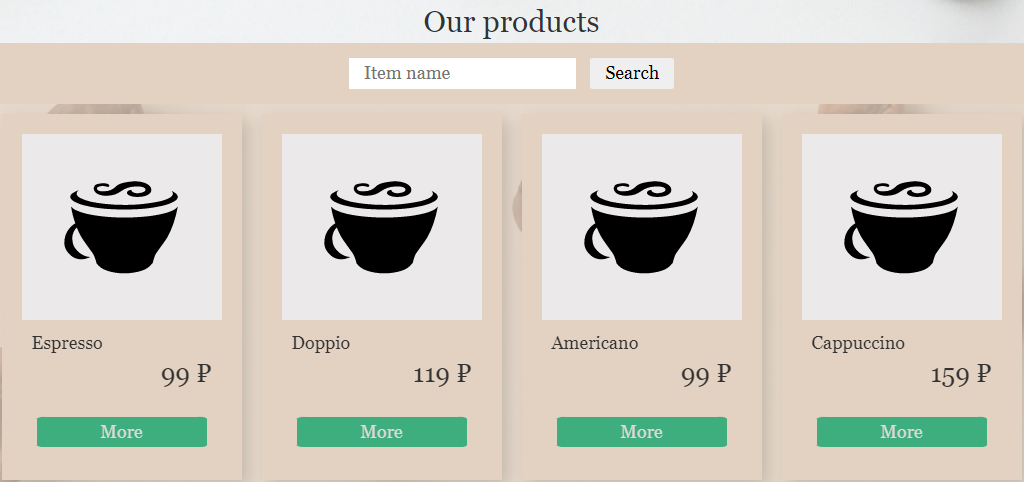 Our products
Item name Search
Espresso
99 ₽
More
Doppio
119 ₽
More
Americano
99 ₽
More
Cappuccino
159 ₽
More